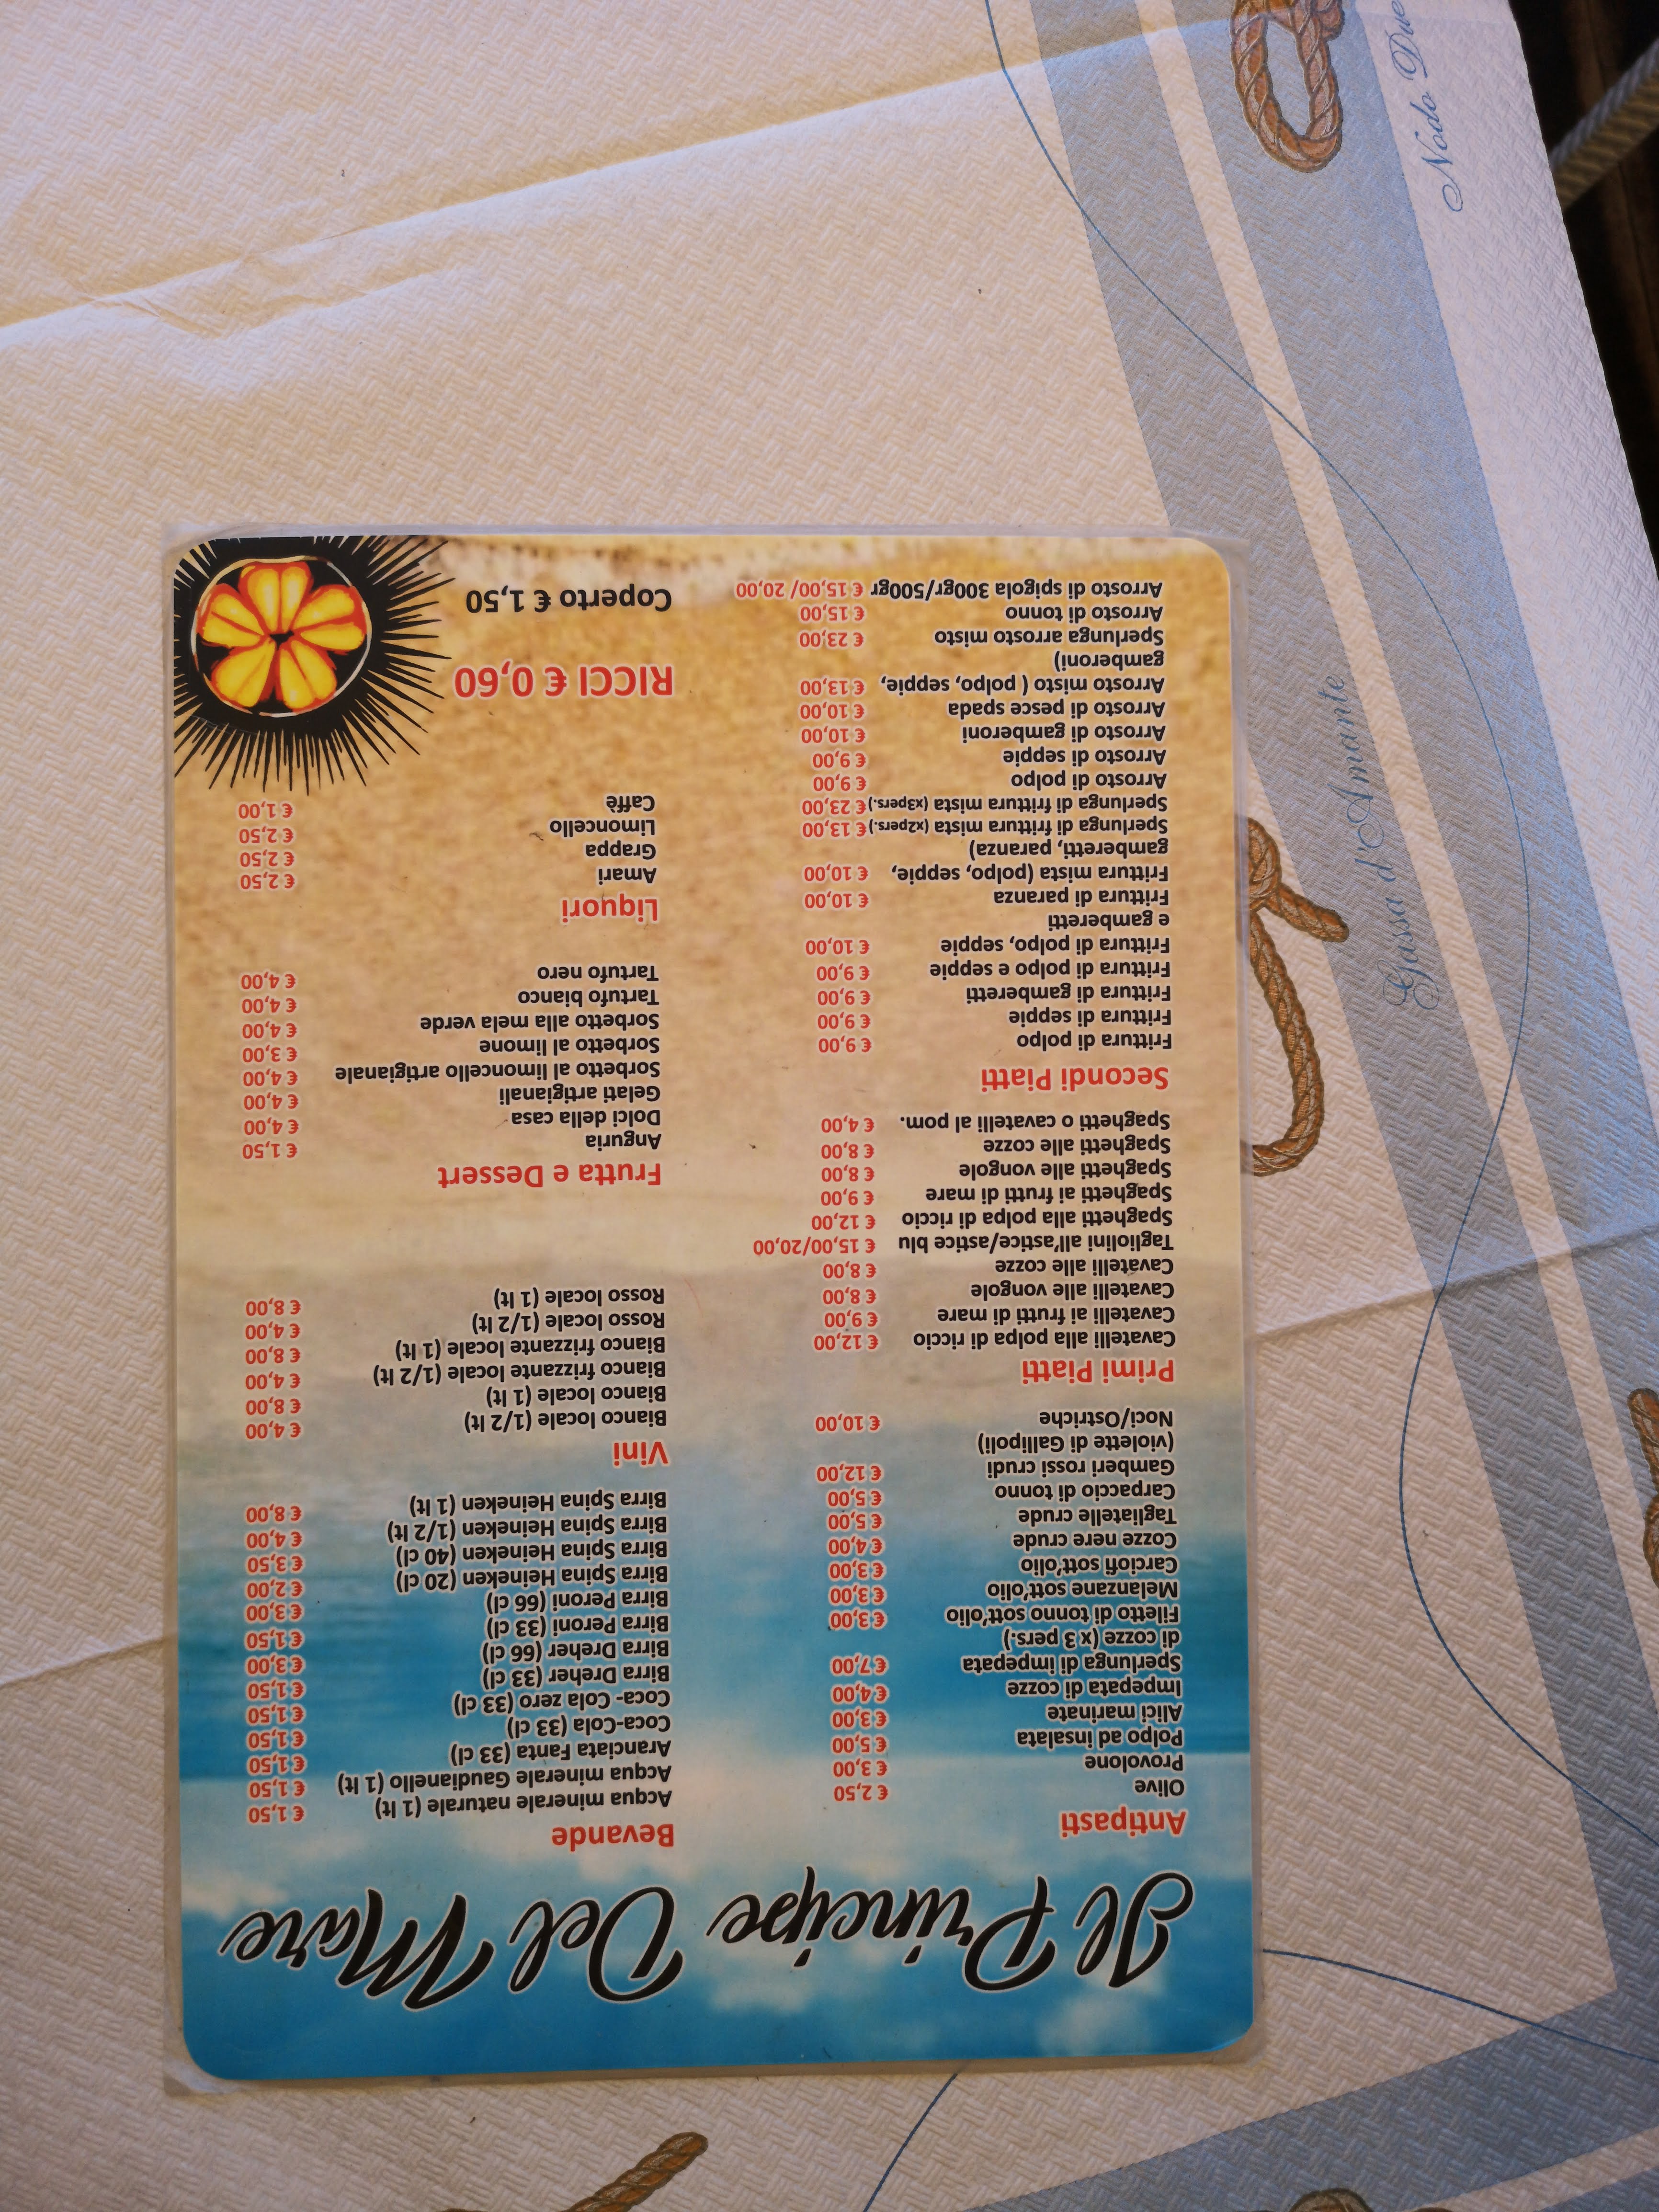 Il Principe Del Mare
Antipasti
Olive € 2,50
Provolone € 3,00
Polpo ad insalata € 5,00
Alici marinate € 3,00
Impepata di cozze € 4,00
Sperlunga di impepata € 7,00
di cozze (x 3 pers.)
Filetto di tonno sott'olio € 3,00
Melanzane sott'olio € 3,00
Carciofi sott'olio € 3,00
Cozze nere crude € 4,00
Tagliatelle crude € 5,00
Carpaccio di tonno € 5,00
Gamberi rossi crudi € 12,00
(violette di Gallipoli)
Noci/Ostriche € 10,00
Primi Piatti
Cavatelli alla polpa di riccio € 12,00
Cavatelli ai frutti di mare € 9,00
Cavatelli alle vongole € 8,00
Cavatelli alle cozze € 8,00
Tagliolini all'astice/astice blu € 15,00/20,00
Spaghetti alla polpa di riccio € 12,00
Spaghetti ai frutti di mare € 9,00
Spaghetti alle vongole € 8,00
Spaghetti alle cozze € 8,00
Spaghetti o cavatelli al pom. € 4,00
Secondi Piatti
Frittura di polpo € 9,00
Frittura di seppie € 9,00
Frittura di gamberetti € 9,00
Frittura di polpo e seppie € 9,00
Frittura di polpo, seppie € 10,00
e gamberetti
Frittura di paranza € 10,00
Frittura mista (polpo, seppie, € 10,00
gamberetti, paranza)
Sperlunga di frittura mista (x2pers.) € 13,00
Sperlunga di frittura mista (x3pers.) € 23,00
Arrosto di polpo € 9,00
Arrosto di seppie € 9,00
Arrosto di gamberoni € 10,00
Arrosto di pesce spada € 10,00
Arrosto misto ( polpo, seppie, € 13,00
gamberoni)
Sperlunga arrosto misto € 23,00
Arrosto di tonno € 15,00
Arrosto di spigola 300gr/500gr € 15,00/ 20,00
Bevande
Acqua minerale naturale (1 lt) € 1,50
Acqua minerale Gaudianello (1 lt) € 1,50
Aranciata Fanta (33 cl) € 1,50
Coca-Cola (33 cl) € 1,50
Coca- Cola zero (33 cl) € 1,50
Birra Dreher (33 cl) € 1,50
Birra Dreher (66 cl) € 3,00
Birra Peroni (33 cl) € 1,50
Birra Peroni (66 cl) € 3,00
Birra Spina Heineken (20 cl) € 2,00
Birra Spina Heineken (40 cl) € 3,50
Birra Spina Heineken (1/2 lt) € 4,00
Birra Spina Heineken (1 lt) € 8,00
Vini
Bianco locale (1/2 lt) € 4,00
Bianco locale (1 lt) € 8,00
Bianco frizzante locale (1/2 lt) € 4,00
Bianco frizzante locale (1 lt) € 8,00
Rosso locale (1/2 lt) € 4,00
Rosso locale (1 lt) € 8,00
Frutta e Dessert
Anguria € 1,50
Dolci della casa € 4,00
Gelati artigianali € 4,00
Sorbetto al limoncello artigianale € 4,00
Sorbetto al limone € 3,00
Sorbetto alla mela verde € 4,00
Tartufo bianco € 4,00
Tartufo nero € 4,00
Liquori
Amari € 2,50
Grappa € 2,50
Limoncello € 2,50
Caffè € 1,00
RICCI € 0,60
Coperto € 1,50
Gassa d'Amante
Nodo Due